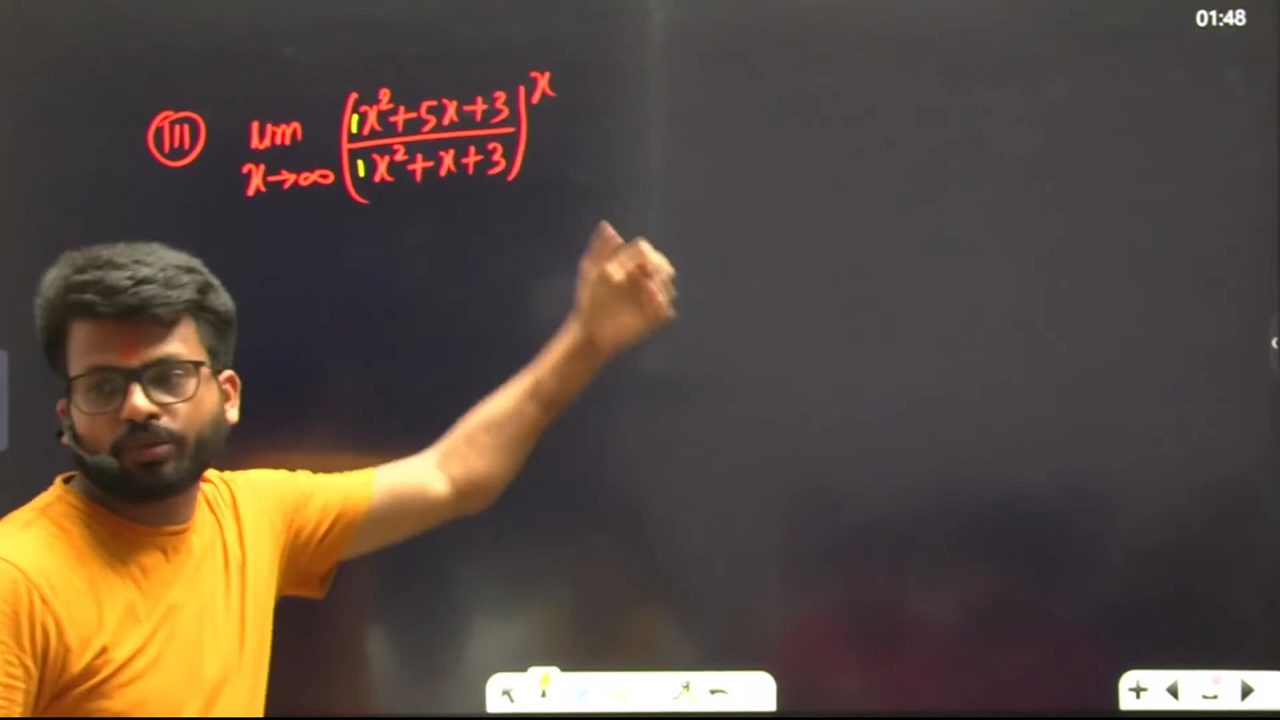 01:48
(III) lim x→∞ ((1x²+5x+3)/(1x²+x+3))^x